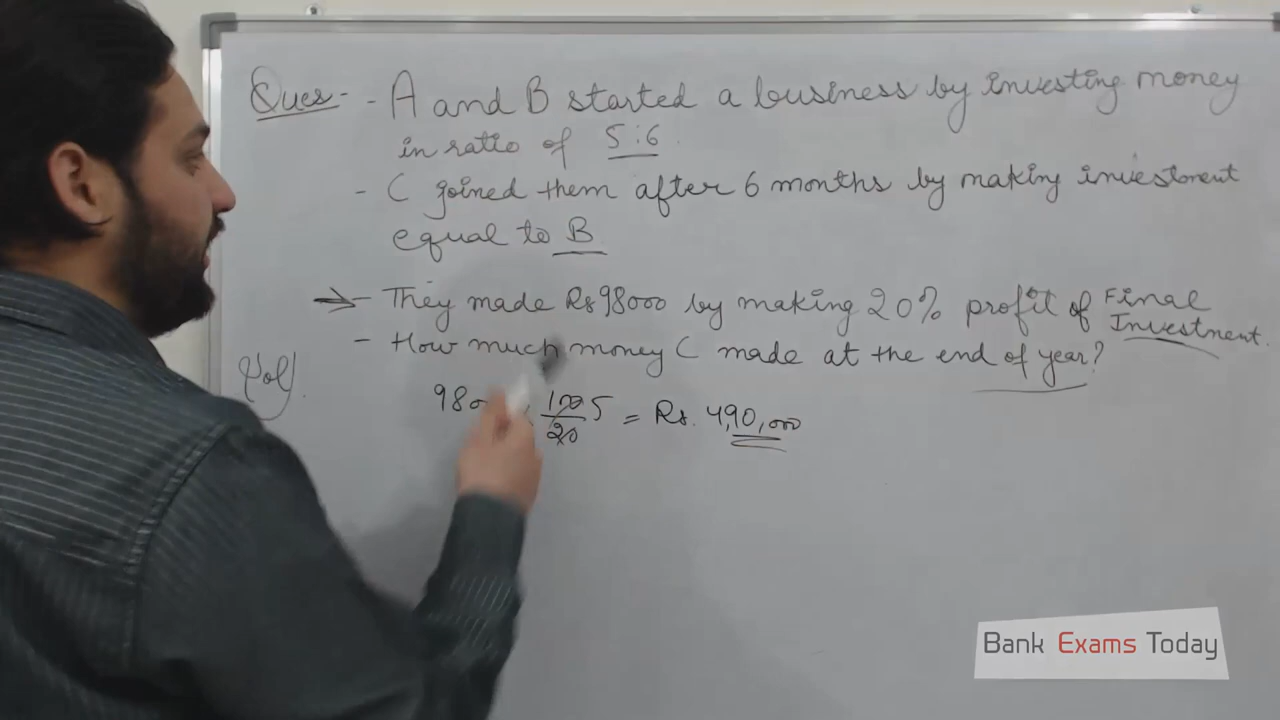 Ques- - A and B started a business by investing money
in ratio of 5:6.
- C joined them after 6 months by making investment
equal to B
→ - They made Rs 98000 by making 20% profit of Final Investment.
- How much money C made at the end of year?
Sol.
980 100/20 5 = Rs. 4,90,000
Bank Exams Today